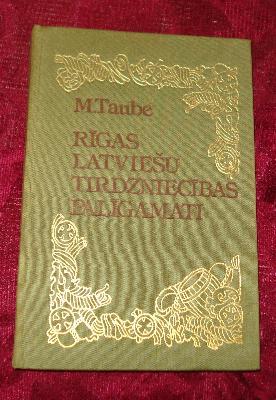 M.Taube
RĪGAS
LATVIEŠU
TIRDZNIECĪBAS
PALĪGAMATI